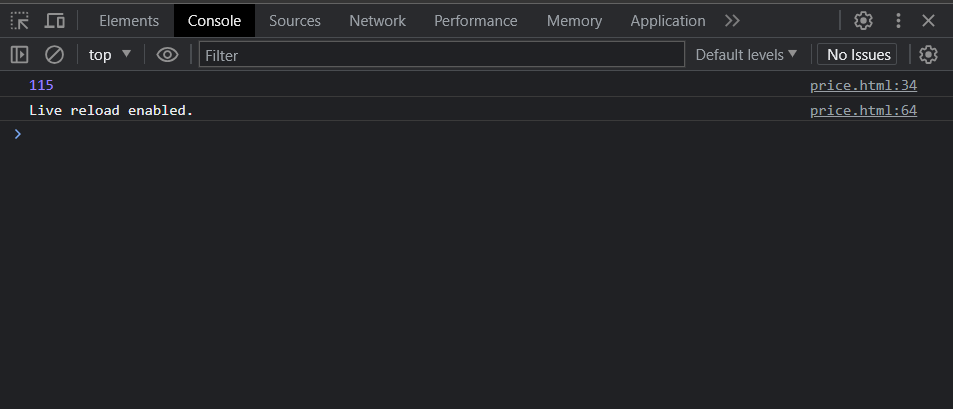 Elements Console Sources Network Performance Memory Application
top Filter Default levels No Issues
115 price.html:34
Live reload enabled. price.html:64